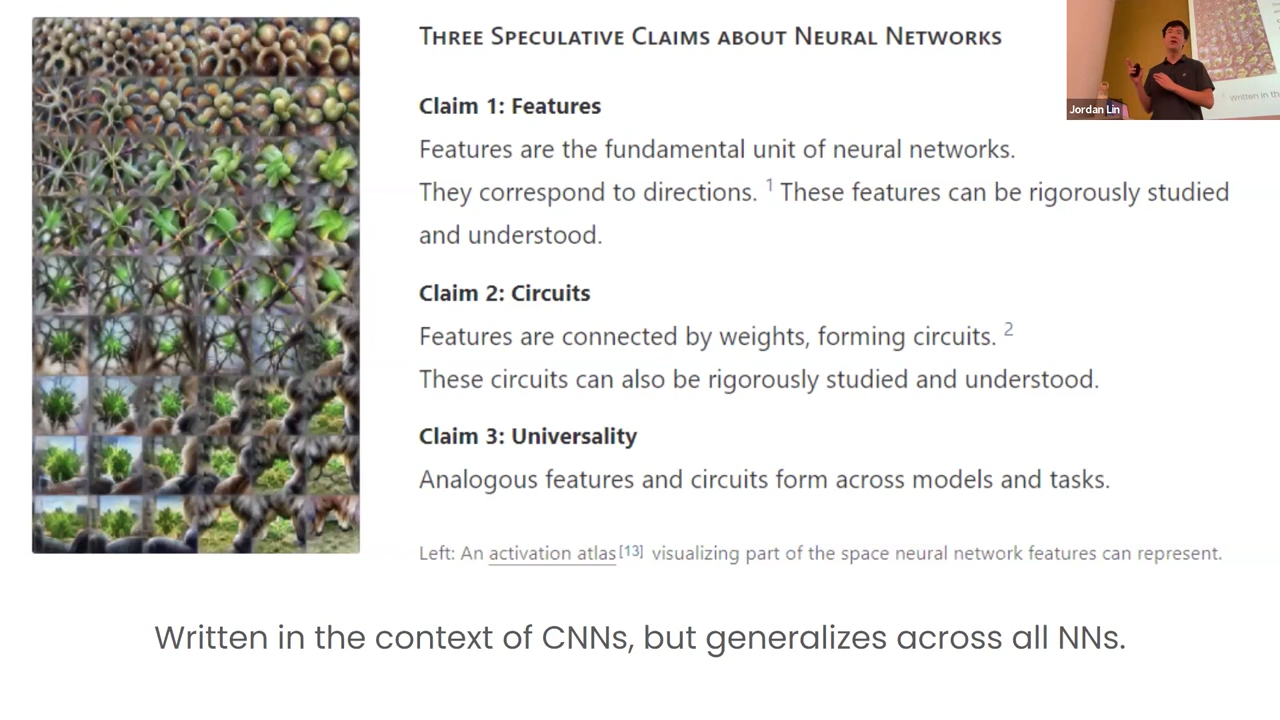 THREE SPECULATIVE CLAIMS ABOUT NEURAL NETWORKS
Claim 1: Features
Features are the fundamental unit of neural networks.
They correspond to directions. 1 These features can be rigorously studied
and understood.
Claim 2: Circuits
Features are connected by weights, forming circuits. 2
These circuits can also be rigorously studied and understood.
Claim 3: Universality
Analogous features and circuits form across models and tasks.
Left: An activation atlas[13] visualizing part of the space neural network features can represent.
Written in the context of CNNs, but generalizes across all NNs.
Jordan Lin
Written in th